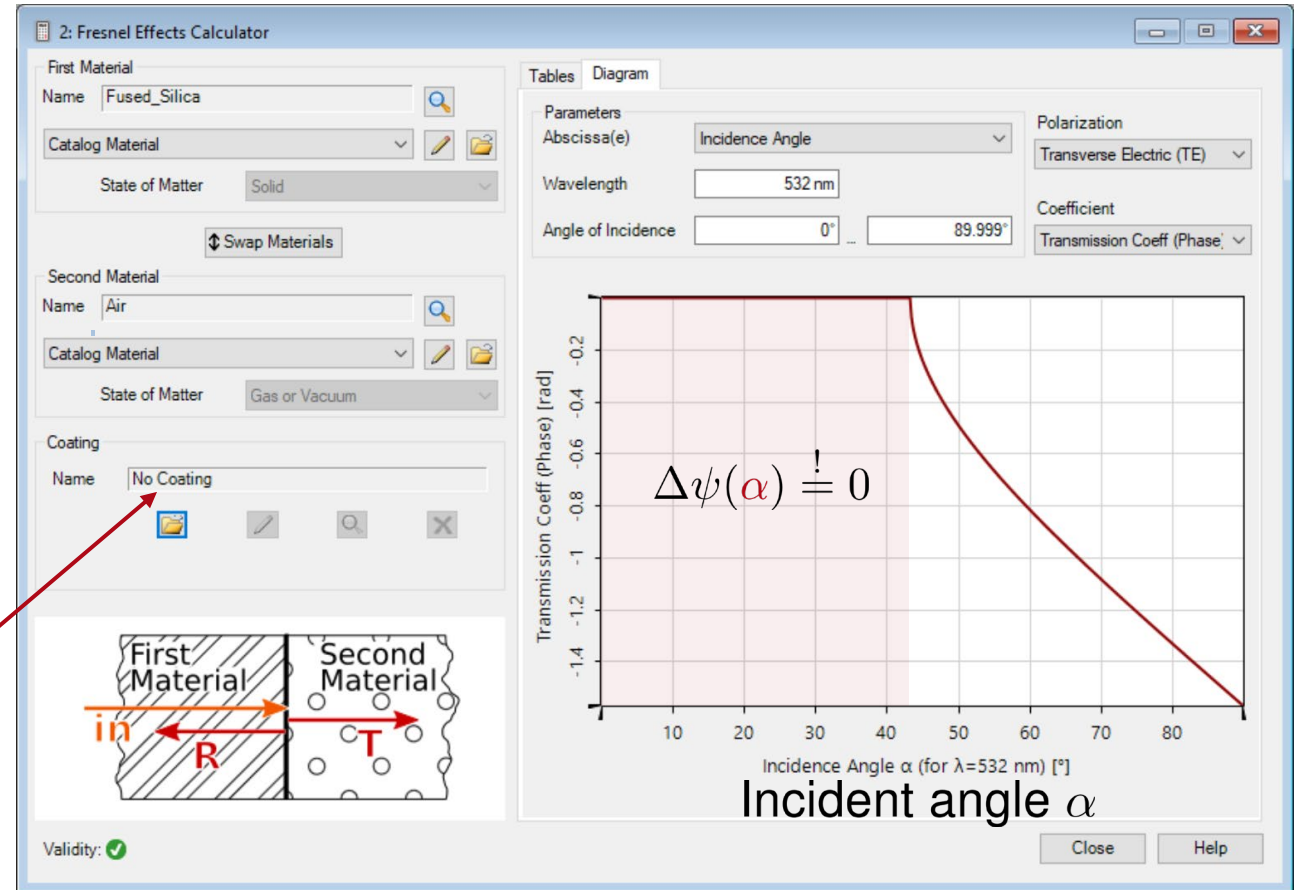 2: Fresnel Effects Calculator
First Material
Name Fused_Silica
Catalog Material
State of Matter Solid
Swap Materials
Second Material
Name Air
Catalog Material
State of Matter Gas or Vacuum
Coating
Name No Coating
First Material
Second Material
in
R
T
Validity:
Tables Diagram
Parameters
Abscissa(e) Incidence Angle
Wavelength 532 nm
Angle of Incidence 0° ... 89.999°
Polarization
Transverse Electric (TE)
Coefficient
Transmission Coeff (Phase)
Transmission Coeff (Phase) [rad]
-0.2
-0.4
-0.6
-0.8
-1
-1.2
-1.4
Δψ(α) =! 0
10 20 30 40 50 60 70 80
Incidence Angle α (for λ=532 nm) [°]
Incident angle α
Close Help